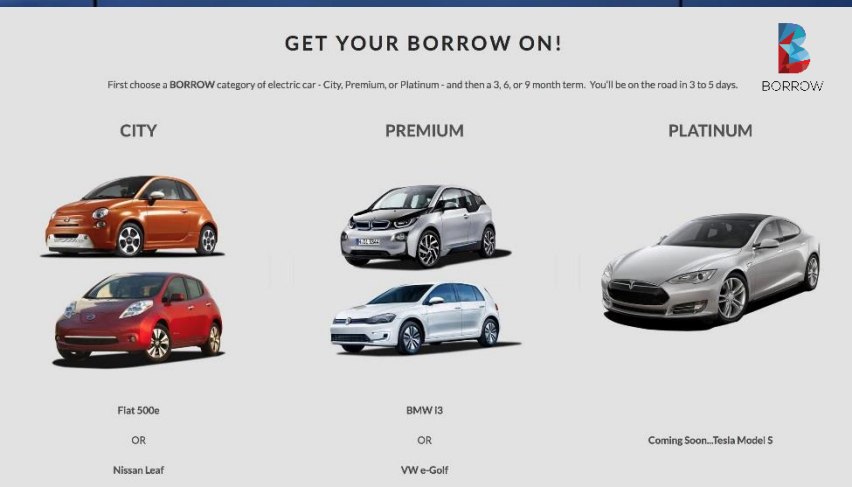 GET YOUR BORROW ON!
BORROW
First choose a BORROW category of electric car - City, Premium, or Platinum - and then a 3, 6, or 9 month term. You'll be on the road in 3 to 5 days.
CITY
PREMIUM
PLATINUM
Fiat 500e
OR
Nissan Leaf
BMW i3
OR
VW e-Golf
Coming Soon...Tesla Model S